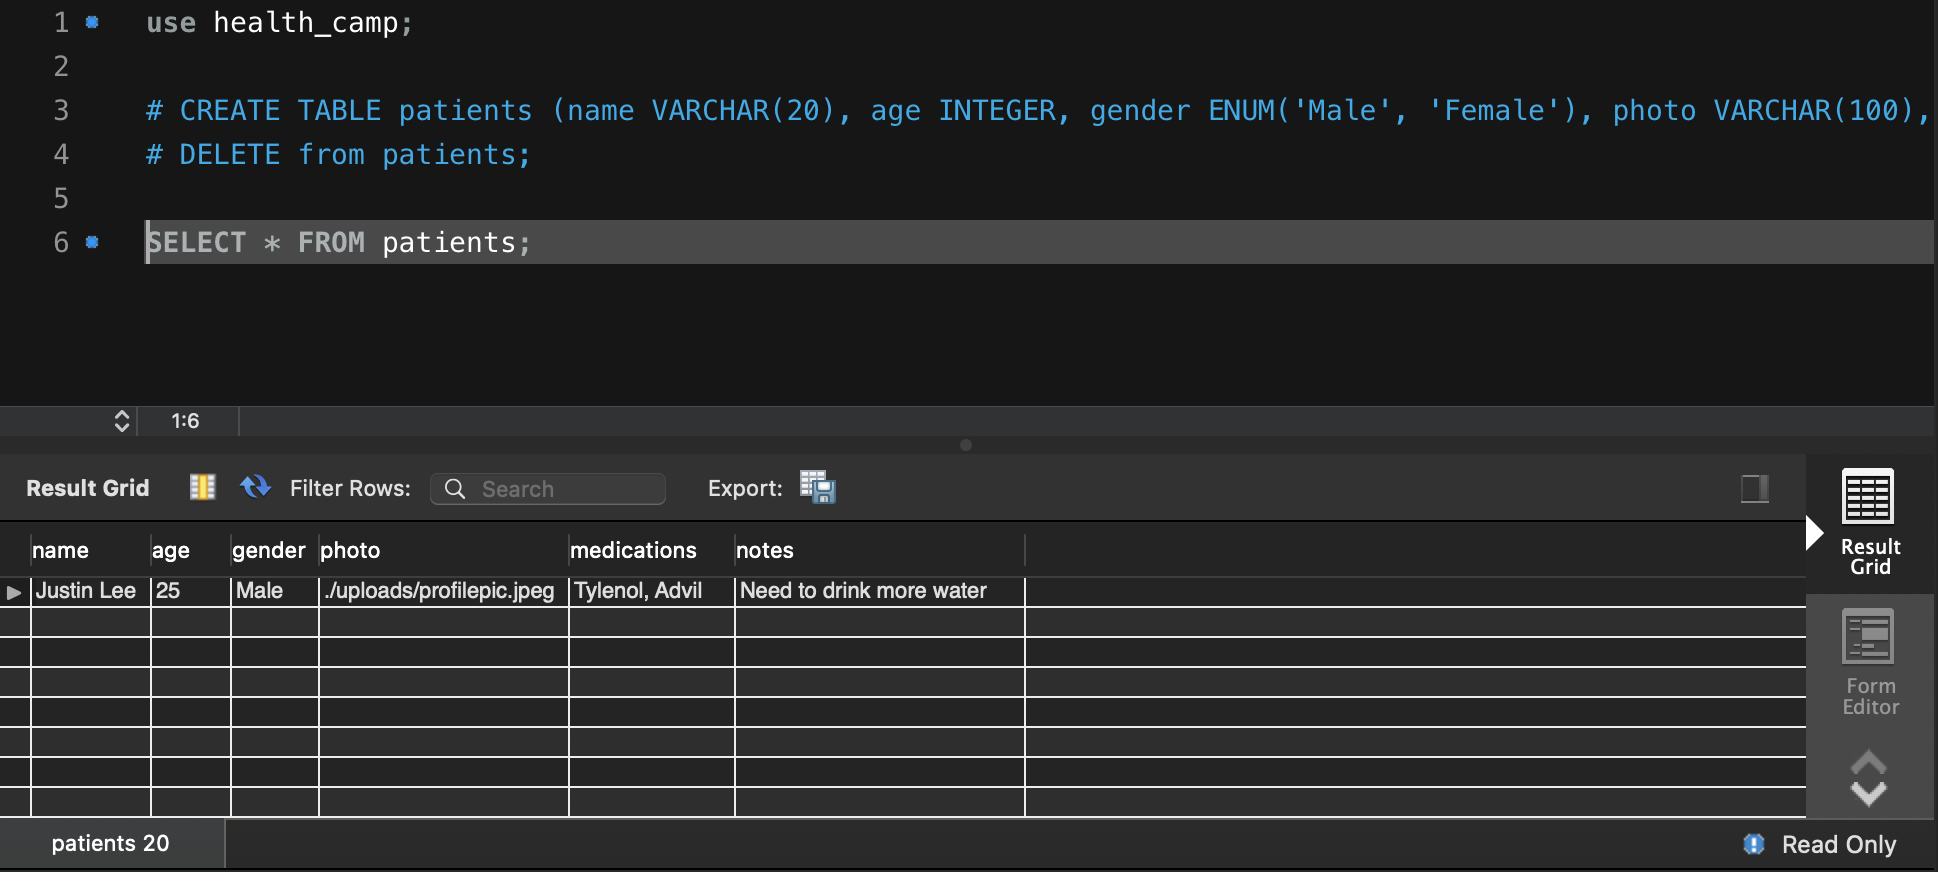 1 use health_camp;
2
3 # CREATE TABLE patients (name VARCHAR(20), age INTEGER, gender ENUM('Male', 'Female'), photo VARCHAR(100),
4 # DELETE from patients;
5
6 SELECT * FROM patients;
1:6
Result Grid Filter Rows: Search Export:
name age gender photo medications notes
Justin Lee 25 Male ./uploads/profilepic.jpeg Tylenol, Advil Need to drink more water
Result
Grid
Form
Editor
patients 20 Read Only